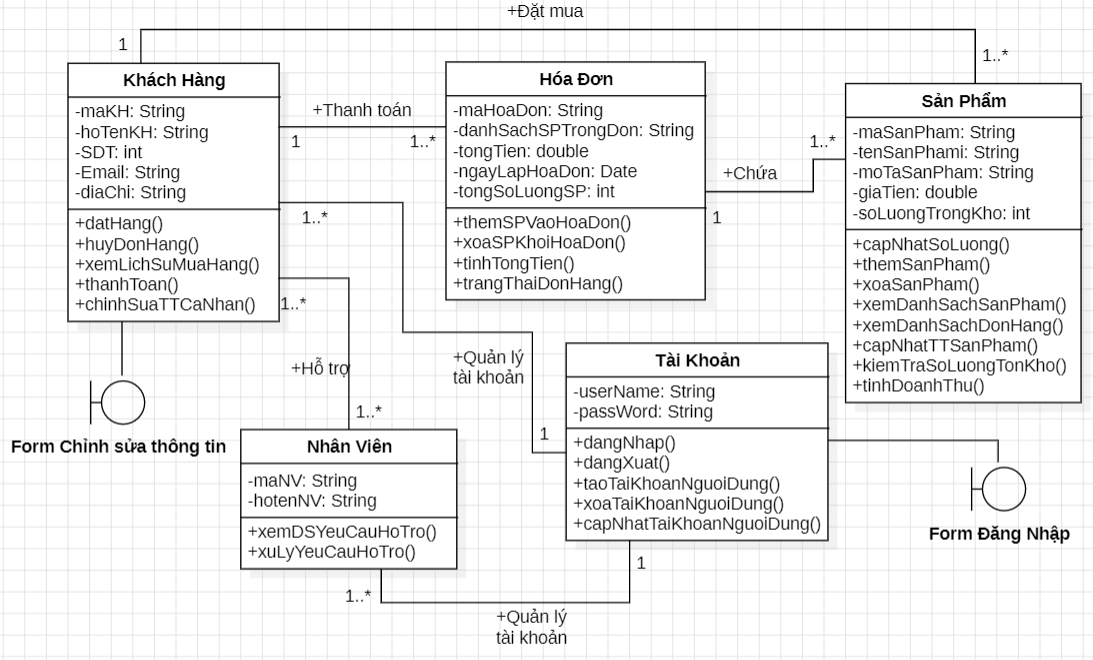 +Đặt mua
1
1..*
Khách Hàng
-maKH: String
-hoTenKH: String
-SDT: int
-Email: String
-diaChi: String
+datHang()
+huyDonHang()
+xemLichSuMuaHang()
+thanhToan()
+chinhSuaTTCaNhan()
+Thanh toán
1
1..*
Hóa Đơn
-maHoaDon: String
-danhSachSPTrongDon: String
-tongTien: double
-ngayLapHoaDon: Date
-tongSoLuongSP: int
+themSPVaoHoaDon()
+xoaSPKhoiHoaDon()
+tinhTongTien()
+trangThaiDonHang()
1..*
+Chứa
1
Sản Phẩm
-maSanPham: String
-tenSanPhami: String
-moTaSanPham: String
-giaTien: double
-soLuongTrongKho: int
+capNhatSoLuong()
+themSanPham()
+xoaSanPham()
+xemDanhSachSanPham()
+xemDanhSachDonHang()
+capNhatTTSanPham()
+kiemTraSoLuongTonKho()
+tinhDoanhThu()
1..*
1..*
+Hỗ trợ
1..*
+Quản lý
tài khoản
1
Form Chỉnh sửa thông tin
Nhân Viên
-maNV: String
-hotenNV: String
+xemDSYeuCauHoTro()
+xuLyYeuCauHoTro()
Tài Khoản
-userName: String
-passWord: String
+dangNhap()
+dangXuat()
+taoTaiKhoanNguoiDung()
+xoaTaiKhoanNguoiDung()
+capNhatTaiKhoanNguoiDung()
Form Đăng Nhập
1
1..*
+Quản lý
tài khoản